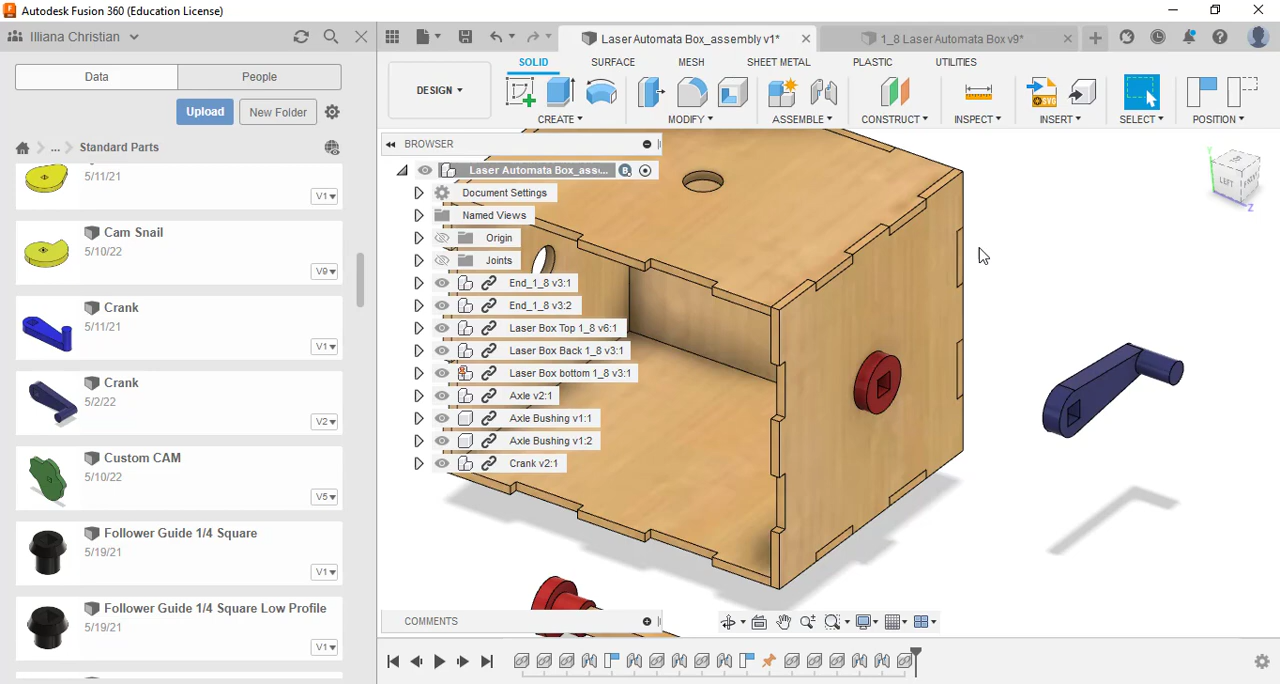 Autodesk Fusion 360 (Education License)
Illiana Christian
Laser Automata Box_assembly v1*
1_8 Laser Automata Box v9*
Data
People
Upload
New Folder
... Standard Parts
5/11/21
V1
Cam Snail
5/10/22
V9
Crank
5/11/21
V1
Crank
5/2/22
V2
Custom CAM
5/10/22
V5
Follower Guide 1/4 Square
5/19/21
V1
Follower Guide 1/4 Square Low Profile
5/19/21
V1
DESIGN
SOLID
SURFACE
MESH
SHEET METAL
PLASTIC
UTILITIES
SVG
CREATE
MODIFY
ASSEMBLE
CONSTRUCT
INSPECT
INSERT
SELECT
POSITION
BROWSER
Laser Automata Box_ass...
Document Settings
Named Views
Origin
Joints
End_1_8 v3:1
End_1_8 v3:2
Laser Box Top 1_8 v6:1
Laser Box Back 1_8 v3:1
Laser Box bottom 1_8 v3:1
Axle v2:1
Axle Bushing v1:1
Axle Bushing v1:2
Crank v2:1
Y
LEFT
Z
COMMENTS